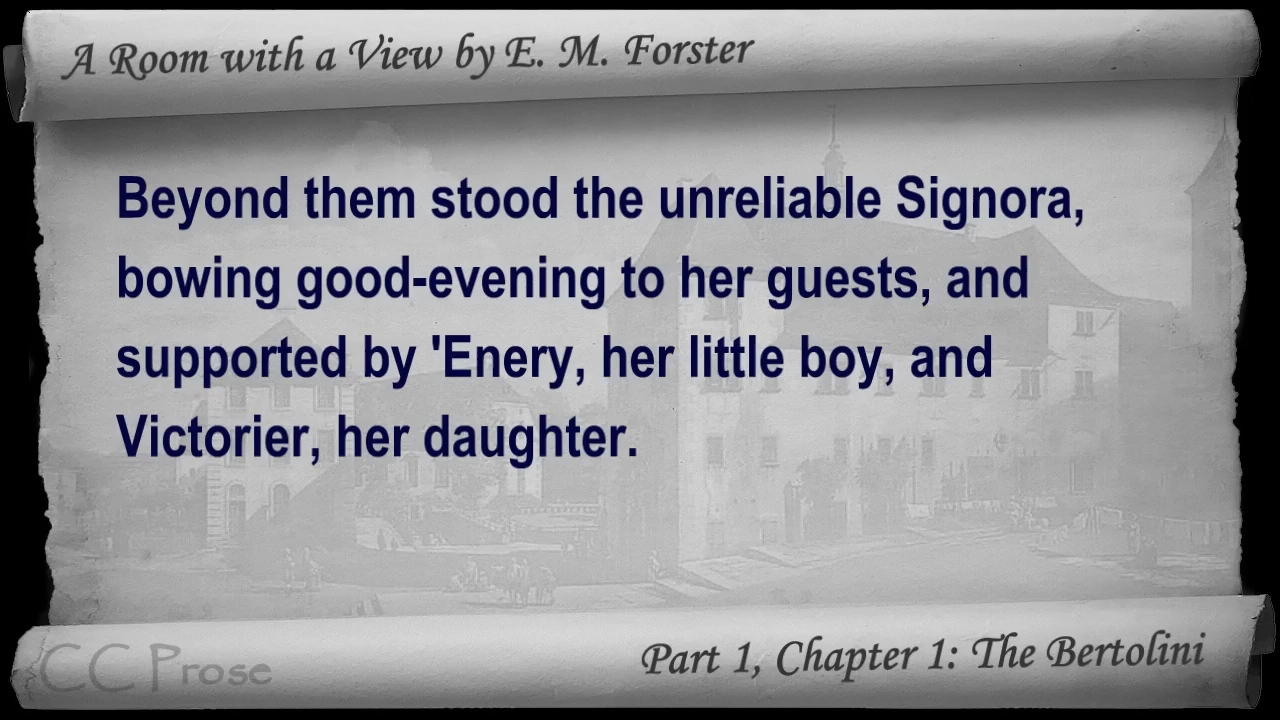 A Room with a View by E. M. Forster
Beyond them stood the unreliable Signora,
bowing good-evening to her guests, and
supported by 'Enery, her little boy, and
Victorier, her daughter.
CC Prose
Part 1, Chapter 1: The Bertolini